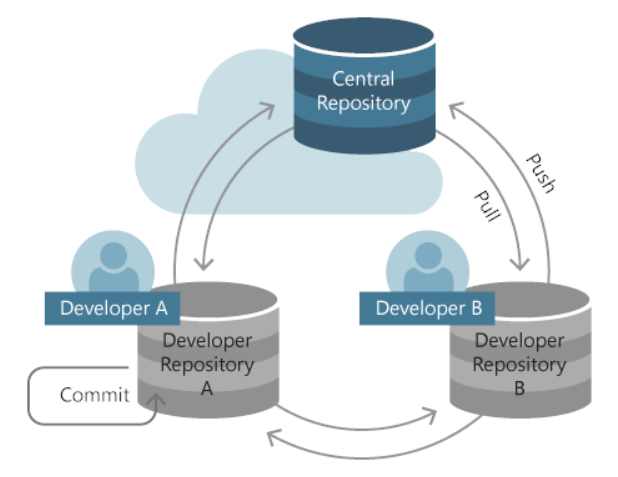 Central
Repository
Push
Pull
Developer A
Developer B
Developer
Repository
A
Developer
Repository
B
Commit